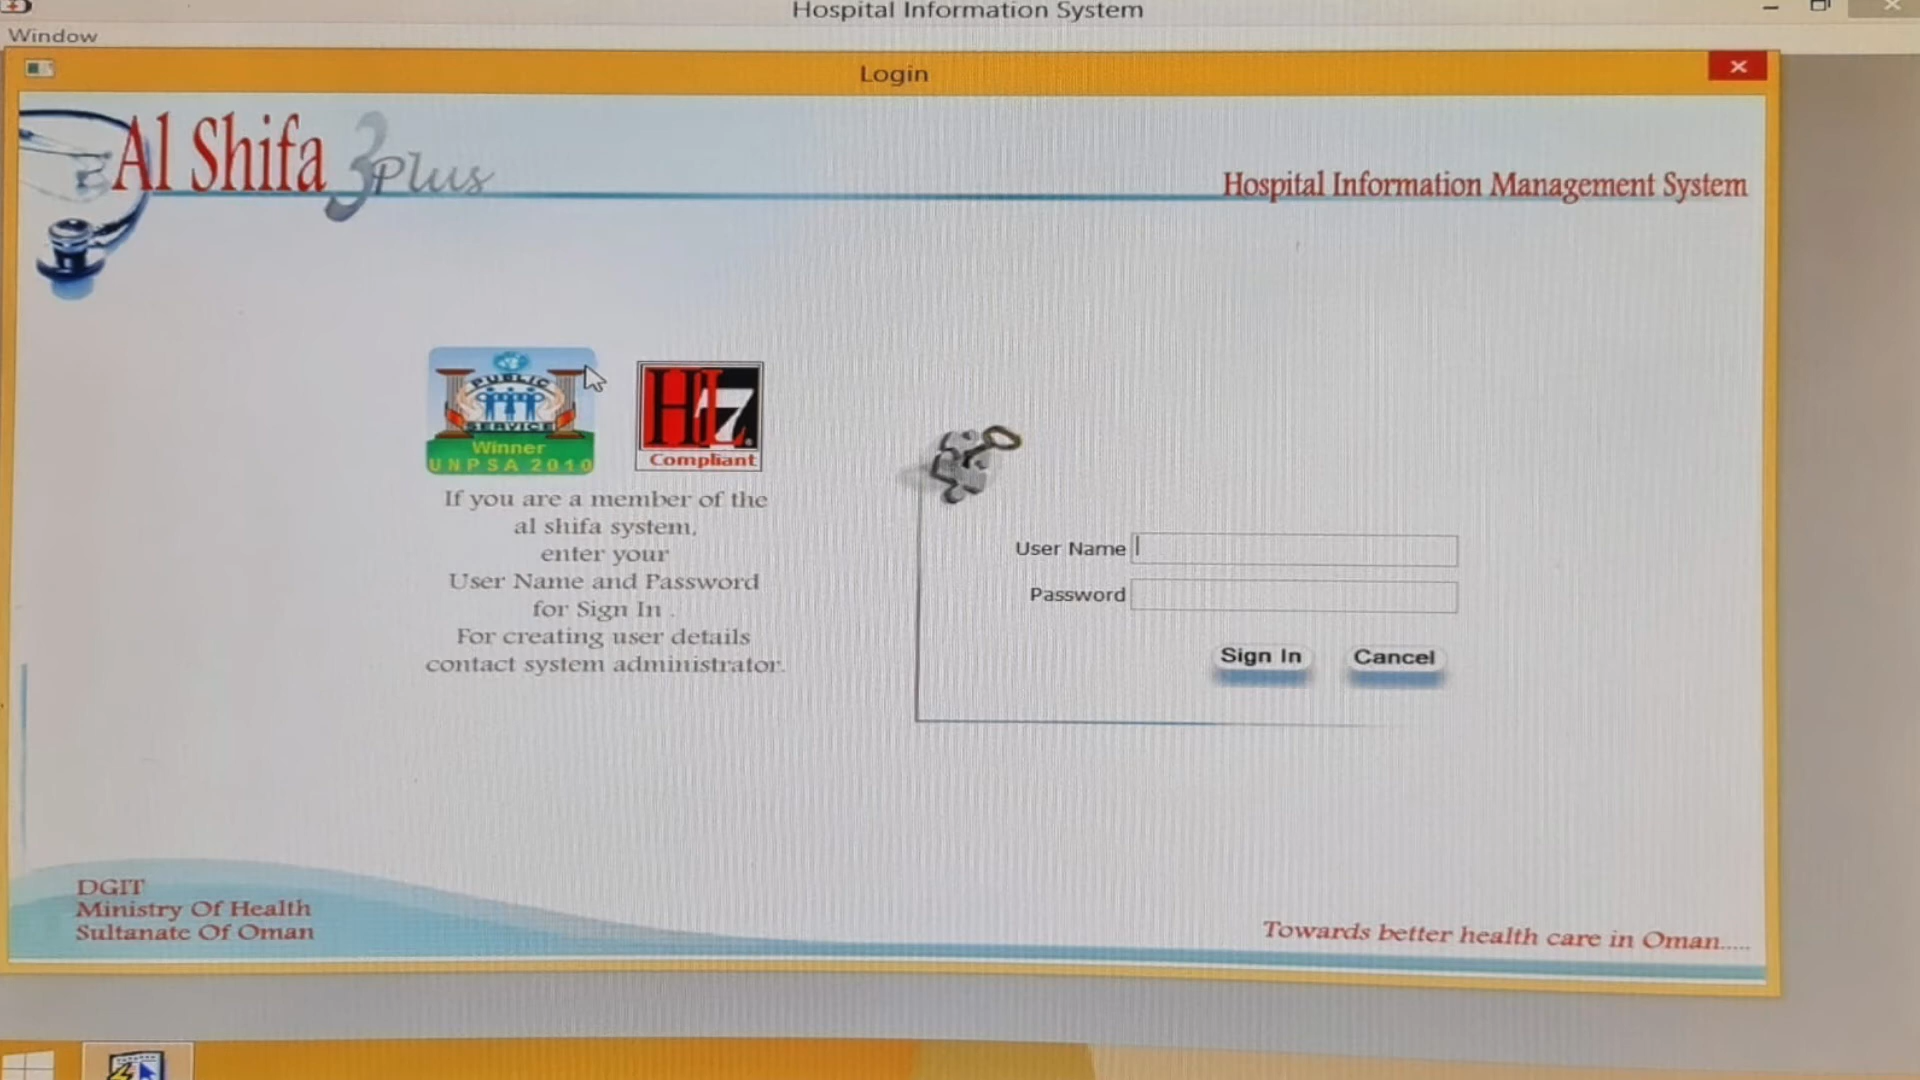 Hospital Information System
Window
Login
Al Shifa 3 Plus
Hospital Information Management System
PUBLIC
SERVICE
Winner
UNPSA 2010
HL7
Compliant
If you are a member of the
al shifa system,
enter your
User Name and Password
for Sign In .
For creating user details
contact system administrator.
User Name
Password
Sign In
Cancel
DGIT
Ministry Of Health
Sultanate Of Oman
Towards better health care in Oman.....